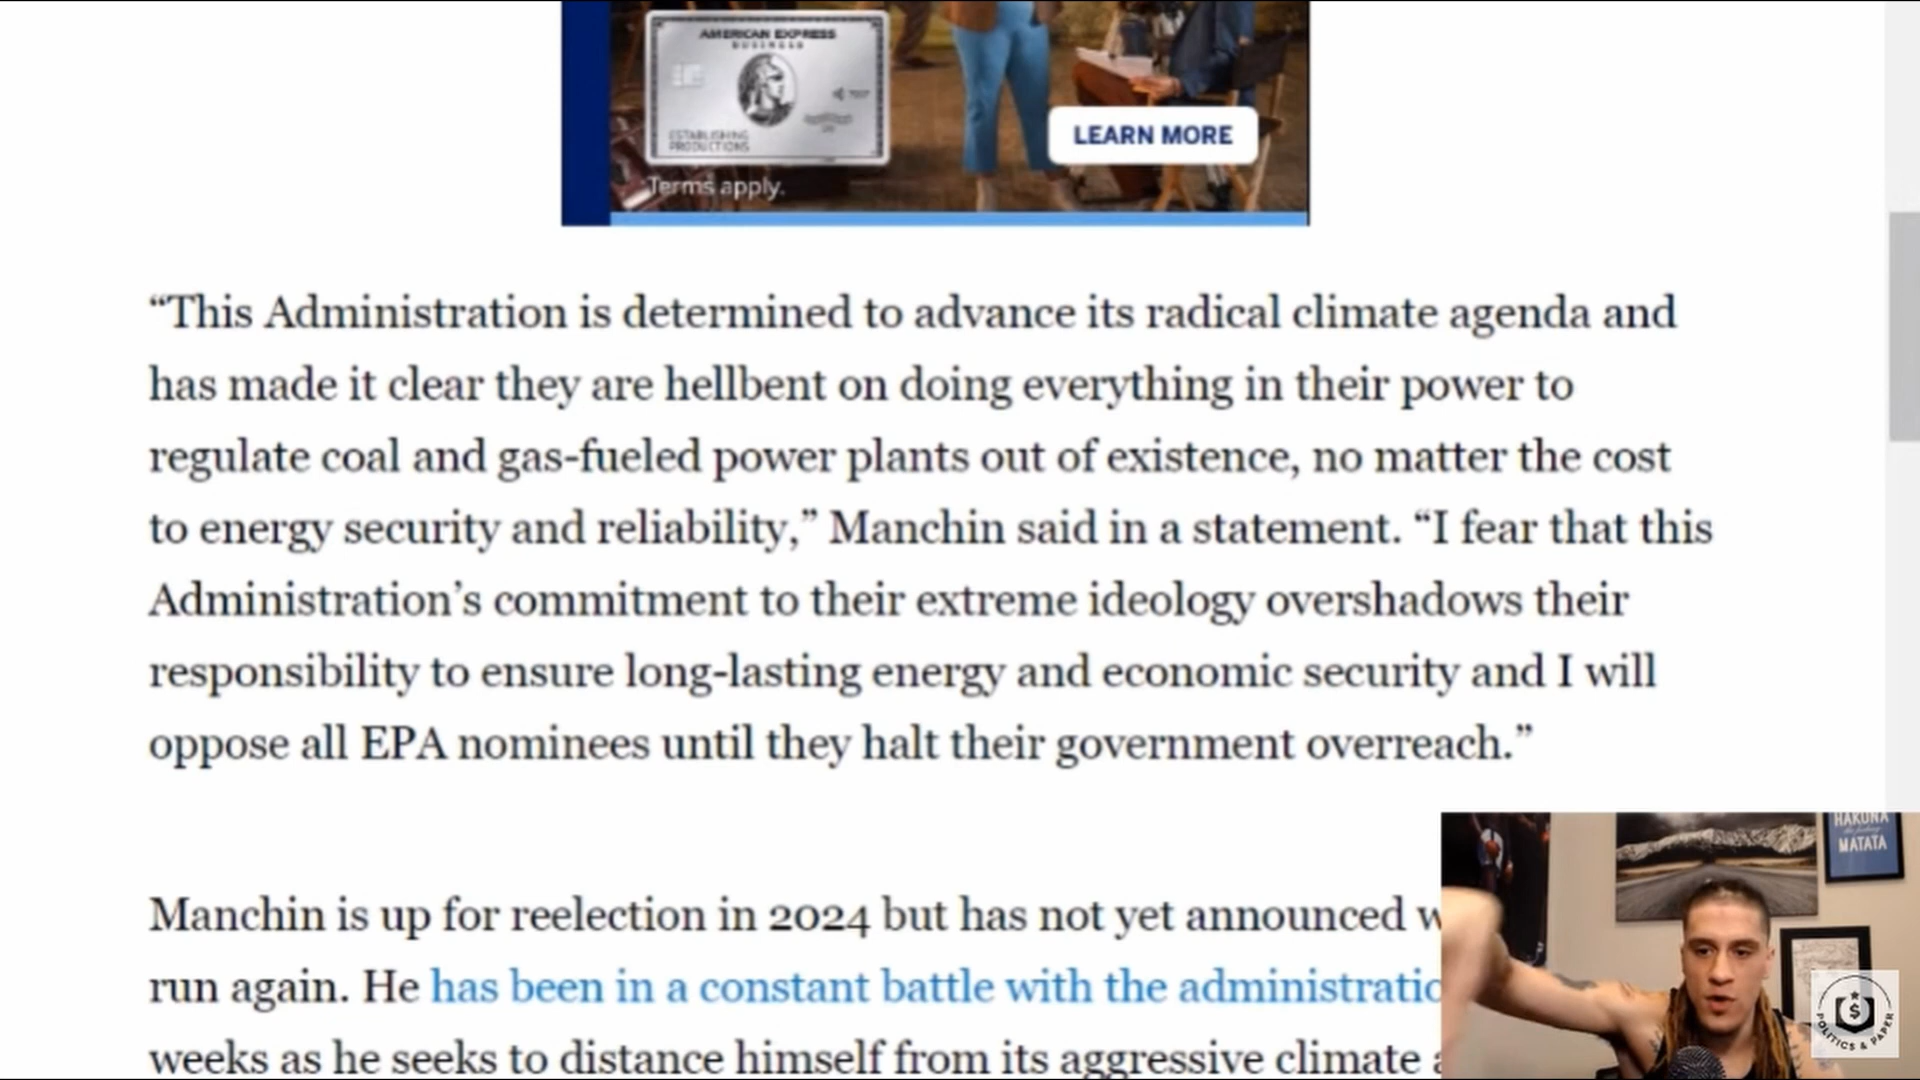 AMERICAN EXPRESS
BUSINESS
ESTABLISHING
PRODUCTIONS
LEARN MORE
Terms apply.
“This Administration is determined to advance its radical climate agenda and
has made it clear they are hellbent on doing everything in their power to
regulate coal and gas-fueled power plants out of existence, no matter the cost
to energy security and reliability,” Manchin said in a statement. “I fear that this
Administration’s commitment to their extreme ideology overshadows their
responsibility to ensure long-lasting energy and economic security and I will
oppose all EPA nominees until they halt their government overreach.”
Manchin is up for reelection in 2024 but has not yet announced w
run again. He has been in a constant battle with the administratio
weeks as he seeks to distance himself from its aggressive climate a
HAKUNA
MATATA
POLITICS & PAPER